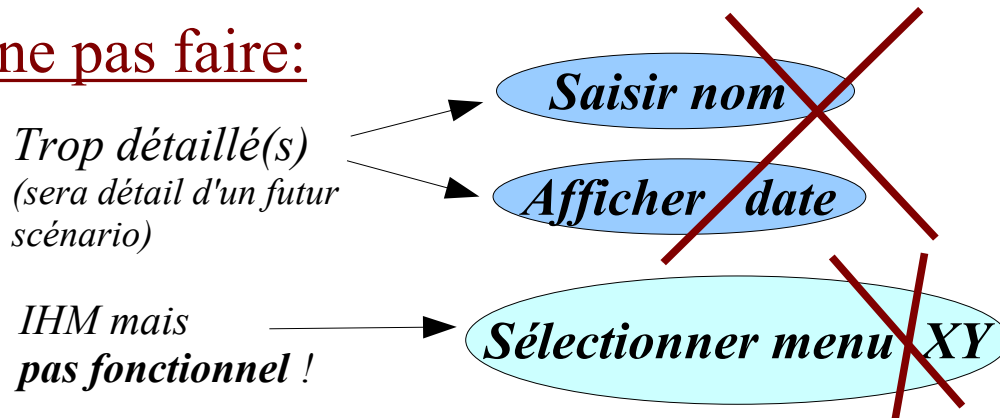 ne pas faire:
Saisir nom
Trop détaillé(s)
(sera détail d'un futur
scénario)
Afficher date
IHM mais
pas fonctionnel !
Sélectionner menu XY